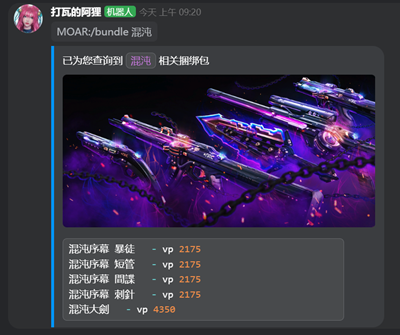 打瓦的阿狸 机器人 今天上午 09:20
MOAR:/bundle 混沌
已为您查询到 混沌 相关捆绑包
混沌序幕 暴徒 - vp 2175
混沌序幕 短管 - vp 2175
混沌序幕 間諜 - vp 2175
混沌序幕 刺針 - vp 2175
混沌大劍 - vp 4350